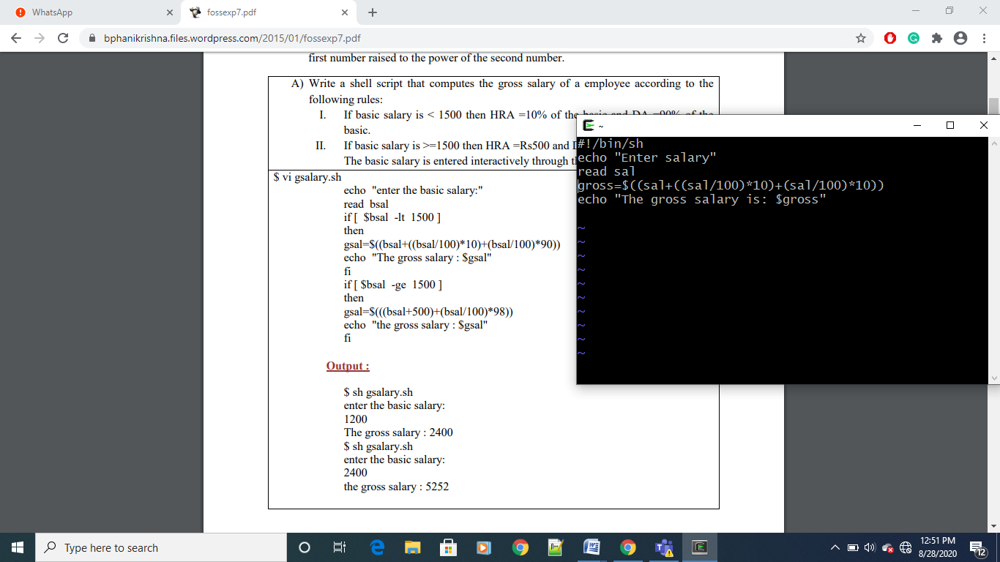 WhatsApp
fossexp7.pdf
bphanikrishna.files.wordpress.com/2015/01/fossexp7.pdf
first number raised to the power of the second number.
A) Write a shell script that computes the gross salary of a employee according to the
following rules:
I. If basic salary is < 1500 then HRA =10% of the basic and DA =90% of the
basic.
II. If basic salary is >=1500 then HRA =Rs500 and
The basic salary is entered interactively through
$ vi gsalary.sh
echo "enter the basic salary:"
read bsal
if [ $bsal -lt 1500 ]
then
gsal=$((bsal+((bsal/100)*10)+(bsal/100)*90))
echo "The gross salary : $gsal"
fi
if [ $bsal -ge 1500 ]
then
gsal=$(((bsal+500)+(bsal/100)*98))
echo "the gross salary : $gsal"
fi
Output :
$ sh gsalary.sh
enter the basic salary:
1200
The gross salary : 2400
$ sh gsalary.sh
enter the basic salary:
2400
the gross salary : 5252
~
#!/bin/sh
echo "Enter salary"
read sal
gross=$((sal+((sal/100)*10)+(sal/100)*10))
echo "The gross salary is: $gross"
~
~
~
~
~
~
~
~
~
~
Type here to search
12:51 PM
8/28/2020
12